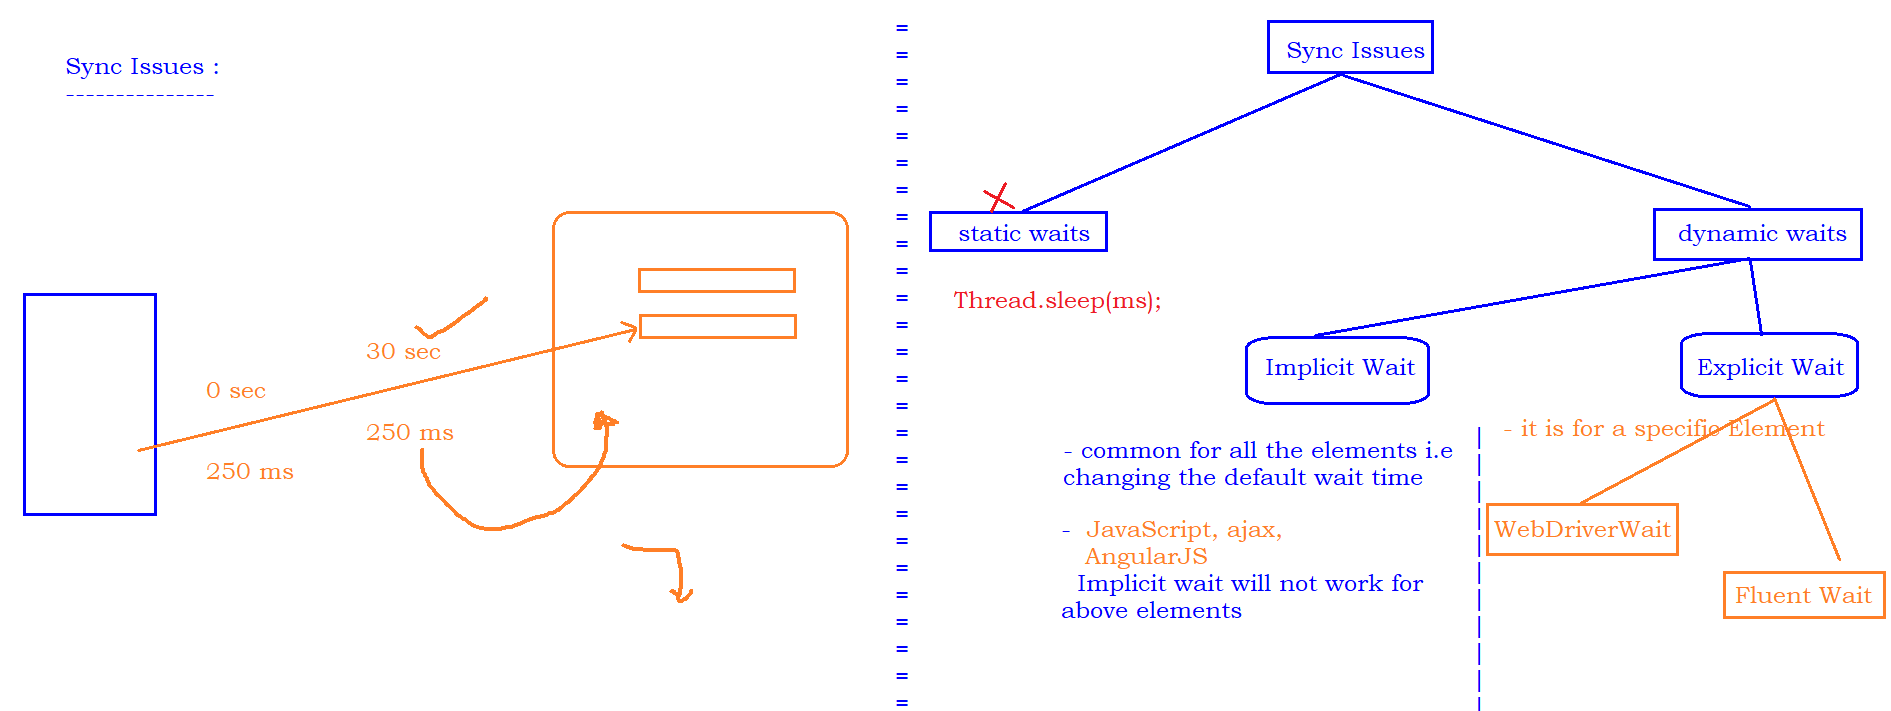 Sync Issues :
---------------
30 sec
0 sec
250 ms
250 ms
Sync Issues
static waits
dynamic waits
Thread.sleep(ms);
Implicit Wait
Explicit Wait
- common for all the elements i.e
changing the default wait time
- JavaScript, ajax,
AngularJS
Implicit wait will not work for
above elements
- it is for a specific Element
WebDriverWait
Fluent Wait